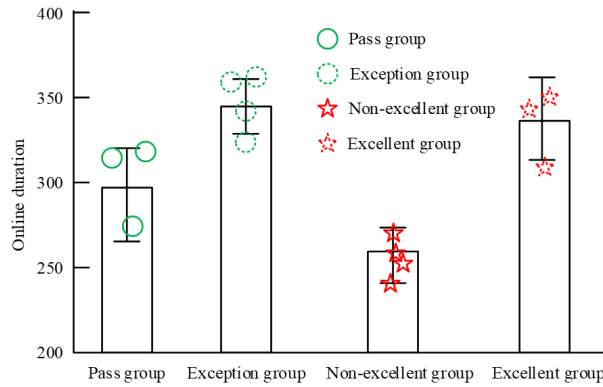 400
350
300
250
200
Online duration
Pass group
Exception group
Non-excellent group
Excellent group
Pass group Exception group Non-excellent group Excellent group